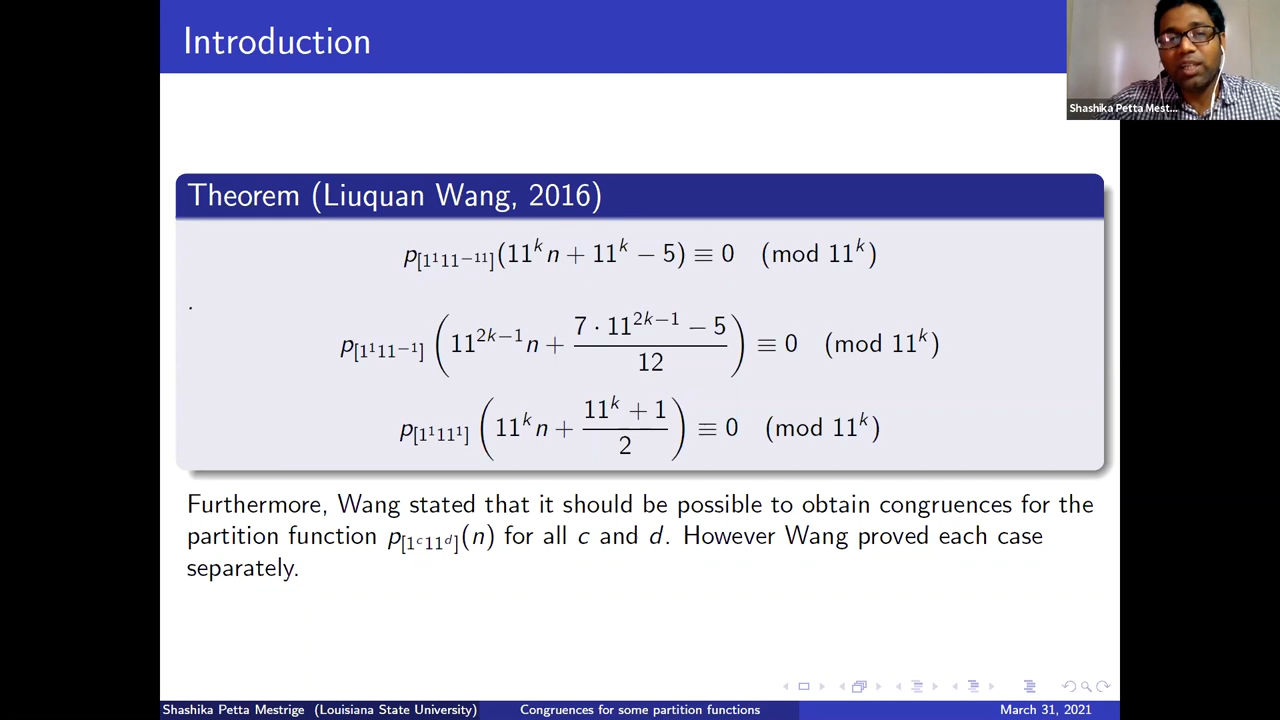 Introduction
Shashika Petta Mest...
Theorem (Liuquan Wang, 2016)
p_{[1^1 11^{-11}]}(11^k n + 11^k − 5) ≡ 0 (mod 11^k)
.
p_{[1^1 11^{-1}]}(11^{2k−1} n + \frac{7 · 11^{2k−1} − 5}{12}) ≡ 0 (mod 11^k)
p_{[1^1 11^1]}(11^k n + \frac{11^k + 1}{2}) ≡ 0 (mod 11^k)
Furthermore, Wang stated that it should be possible to obtain congruences for the
partition function p_{[1^c 11^d]}(n) for all c and d. However Wang proved each case
separately.
Shashika Petta Mestrige (Louisiana State University) Congruences for some partition functions March 31, 2021